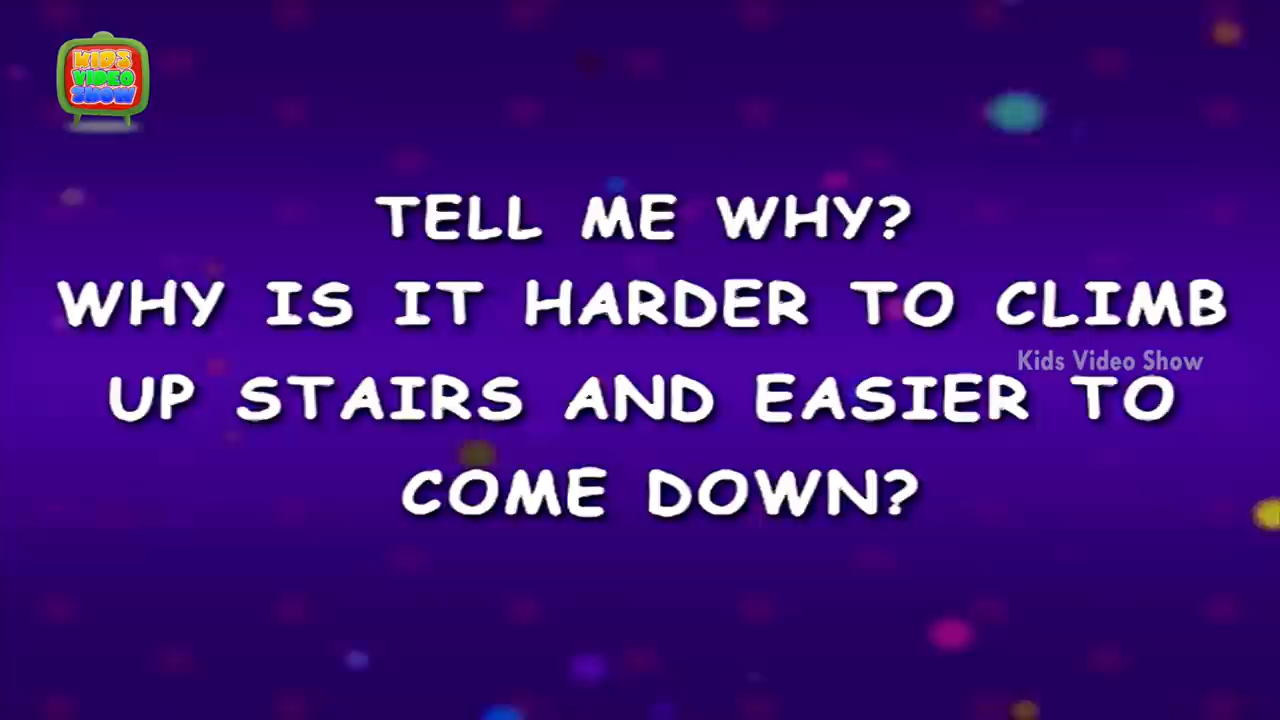 KIDS
VIDEO
SHOW
TELL ME WHY?
WHY IS IT HARDER TO CLIMB
Kids Video Show
UP STAIRS AND EASIER TO
COME DOWN?